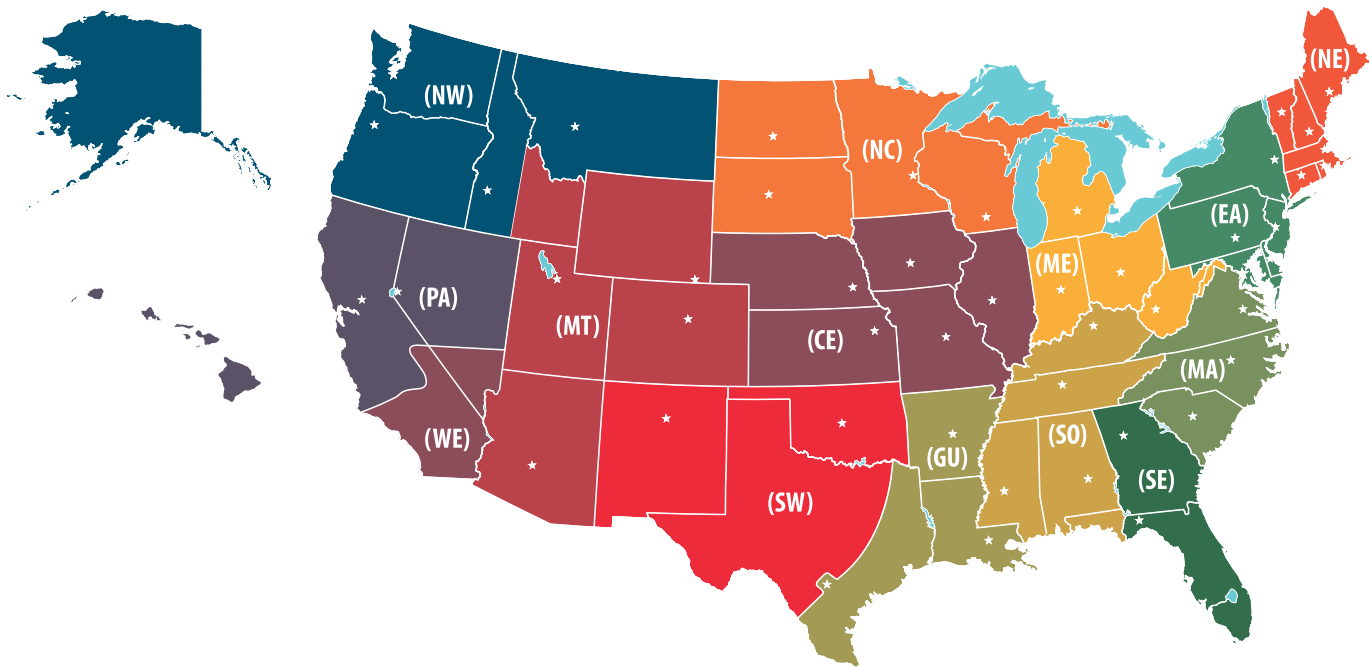 (NE)
(NW)
(NC)
(EA)
(ME)
(PA)
(MT)
(CE)
(MA)
(WE)
(SO)
(GU)
(SE)
(SW)